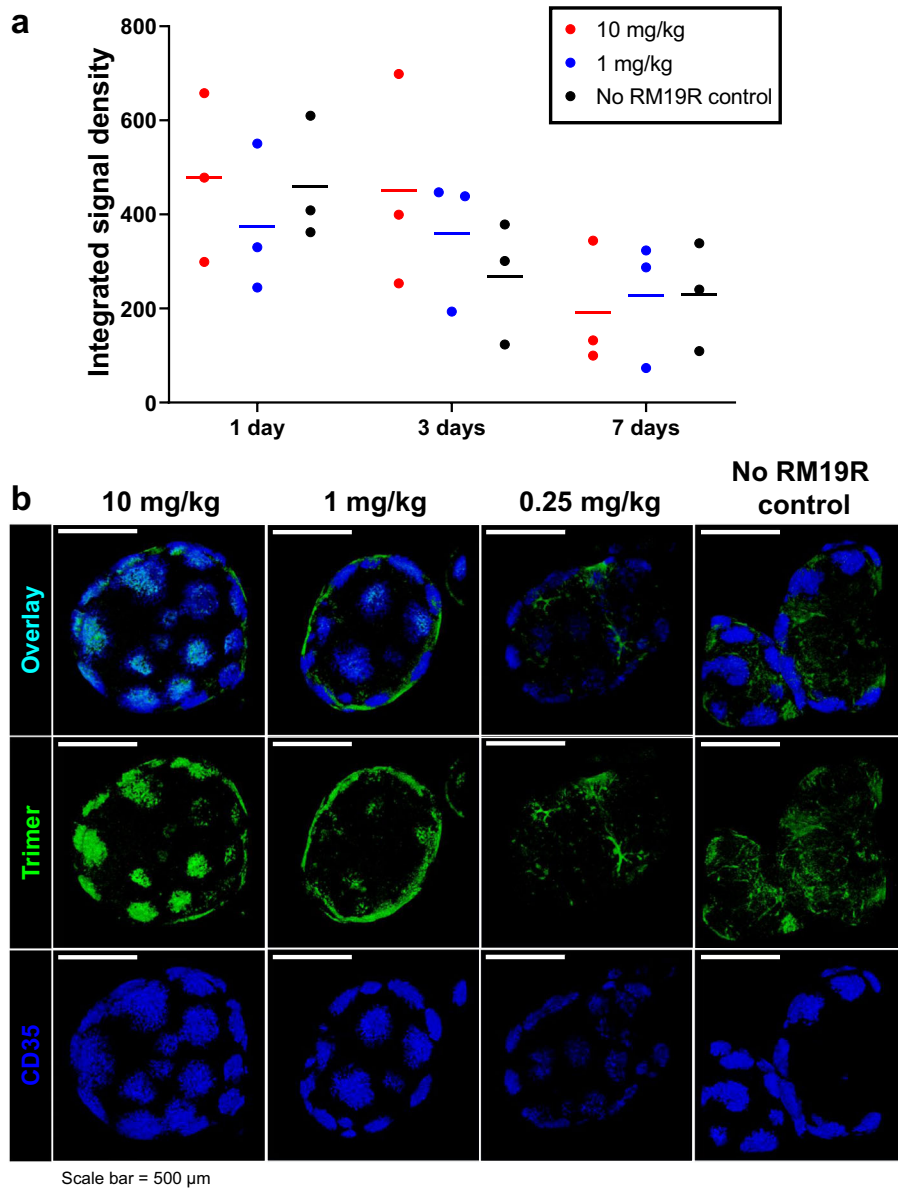 a
800
600
400
200
0
Integrated signal density
10 mg/kg
1 mg/kg
No RM19R control
1 day 3 days 7 days
b
10 mg/kg 1 mg/kg 0.25 mg/kg No RM19R
control
Overlay
Trimer
CD35
Scale bar = 500 μm